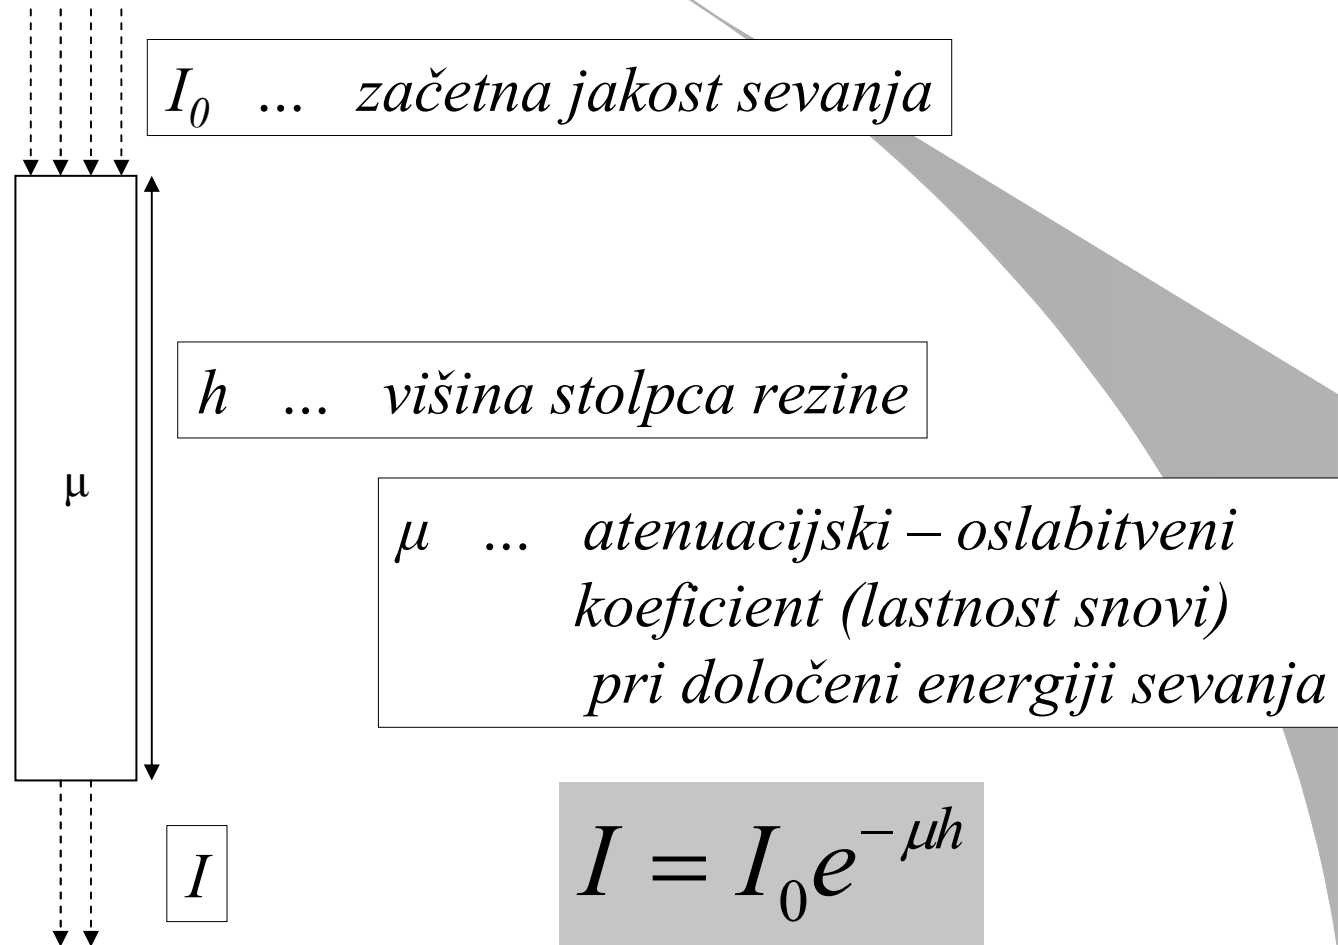 I₀ ... začetna jakost sevanja
h ... višina stolpca rezine
μ
μ ... atenuacijski – oslabitveni
koeficient (lastnost snovi)
pri določeni energiji sevanja
I
I = I₀e^{−μh}